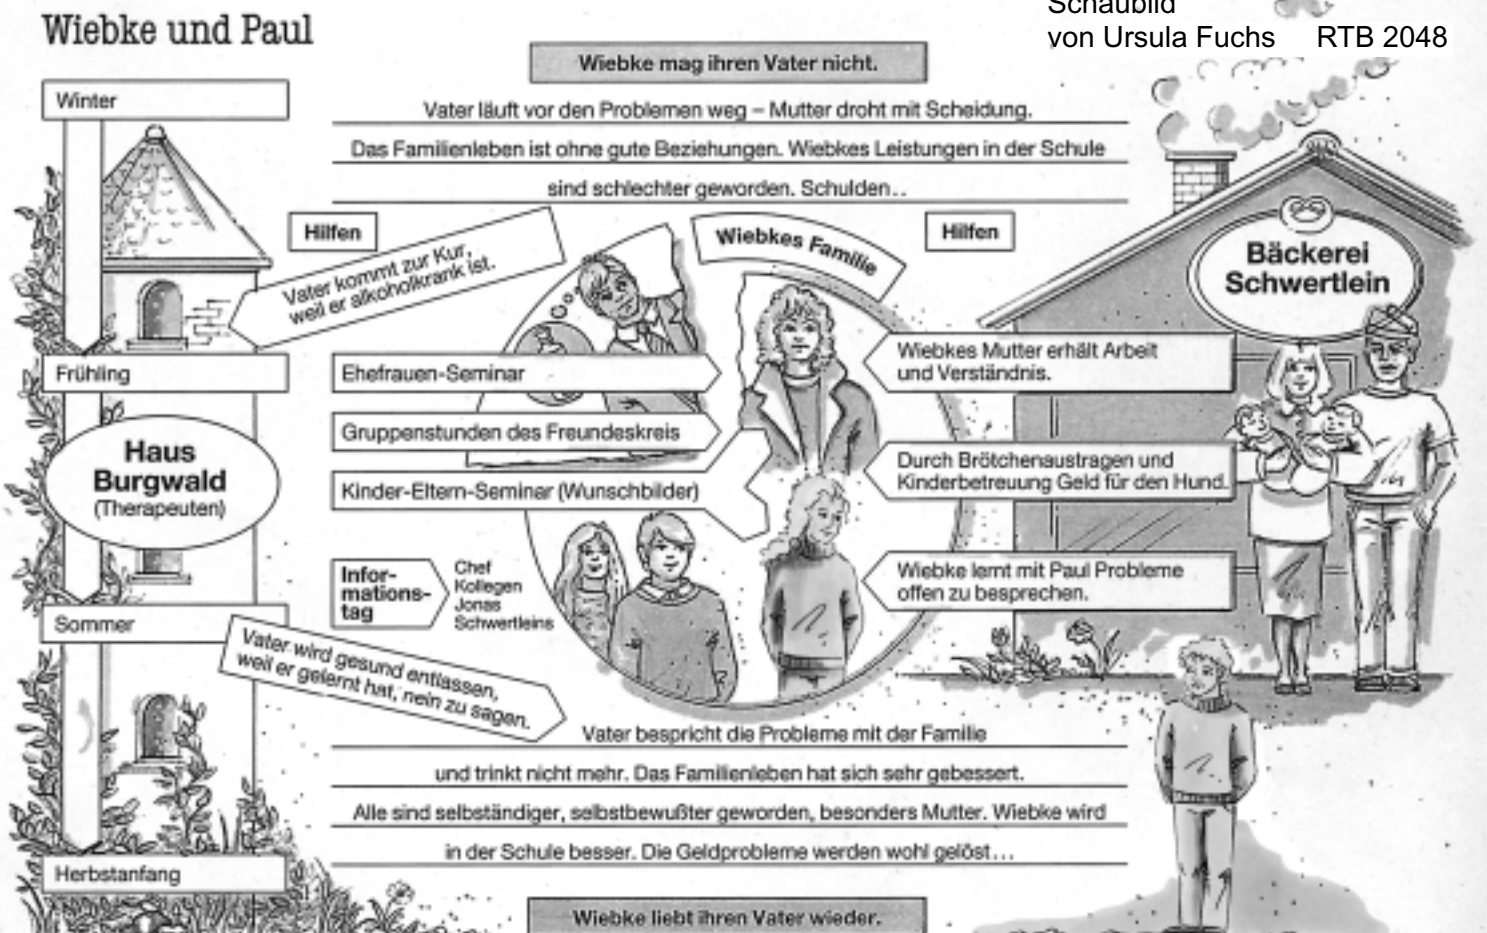 Wiebke und Paul
Schaubild
von Ursula Fuchs RTB 2048
Wiebke mag ihren Vater nicht.
Winter
Vater läuft vor den Problemen weg – Mutter droht mit Scheidung.
Das Familienleben ist ohne gute Beziehungen. Wiebkes Leistungen in der Schule
sind schlechter geworden. Schulden..
Hilfen
Vater kommt zur Kur,
weil er alkoholkrank ist.
Wiebkes Familie
Hilfen
Bäckerei
Schwertlein
Frühling
Ehefrauen-Seminar
Gruppenstunden des Freundeskreis
Kinder-Eltern-Seminar (Wunschbilder)
Wiebkes Mutter erhält Arbeit
und Verständnis.
Durch Brötchenaustragen und
Kinderbetreuung Geld für den Hund.
Wiebke lernt mit Paul Probleme
offen zu besprechen.
Haus
Burgwald
(Therapeuten)
Infor-
mations-
tag
Chef
Kollegen
Jonas
Schwertleins
Sommer
Vater wird gesund entlassen,
weil er gelernt hat, nein zu sagen.
Vater bespricht die Probleme mit der Familie
und trinkt nicht mehr. Das Familienleben hat sich sehr gebessert.
Alle sind selbständiger, selbstbewußter geworden, besonders Mutter. Wiebke wird
in der Schule besser. Die Geldprobleme werden wohl gelöst...
Herbstanfang
Wiebke liebt ihren Vater wieder.